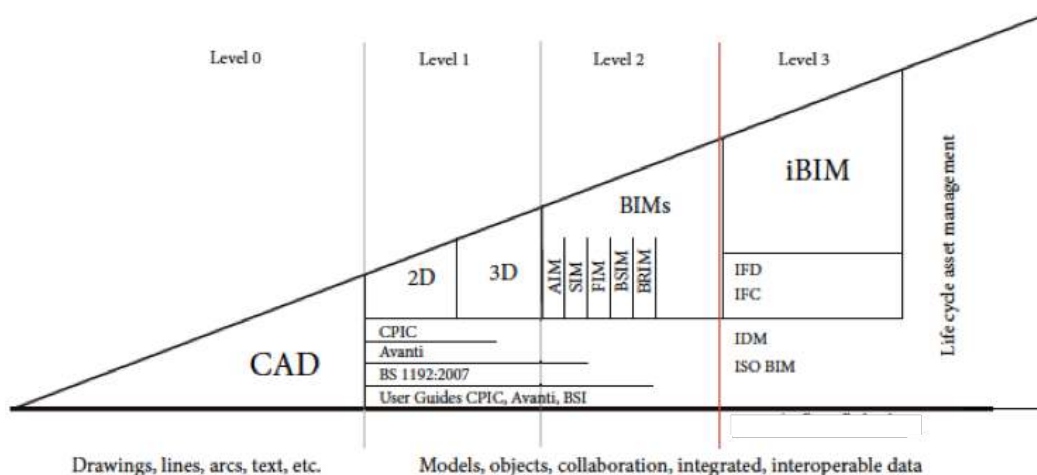 Level 0
Level 1
Level 2
Level 3
iBIM
BIMs
2D
3D
AIM
SIM
FIM
BSIM
BRIM
IFD
IFC
Life cycle asset management
CPIC
Avanti
BS 1192:2007
User Guides CPIC, Avanti, BSI
CAD
IDM
ISO BIM
Drawings, lines, arcs, text, etc.
Models, objects, collaboration, integrated, interoperable data